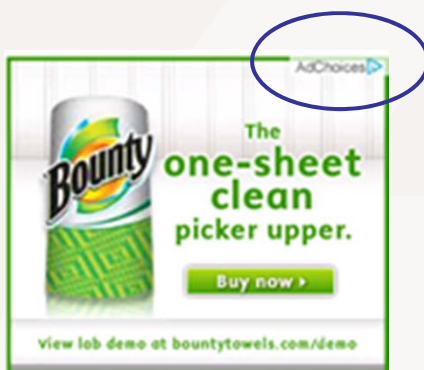 AdChoices
Bounty
The
one-sheet
clean
picker upper.
Buy now
view lab demo at bountytowels.com/demo